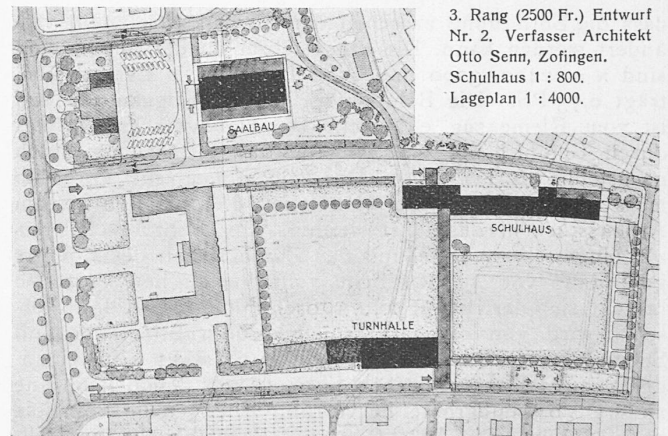 3. Rang (2500 Fr.) Entwurf
Nr. 2. Verfasser Architekt
Otto Senn, Zofingen.
Schulhaus 1 : 800.
Lageplan 1 : 4000.
SAALBAU
SCHULHAUS
TURNHALLE